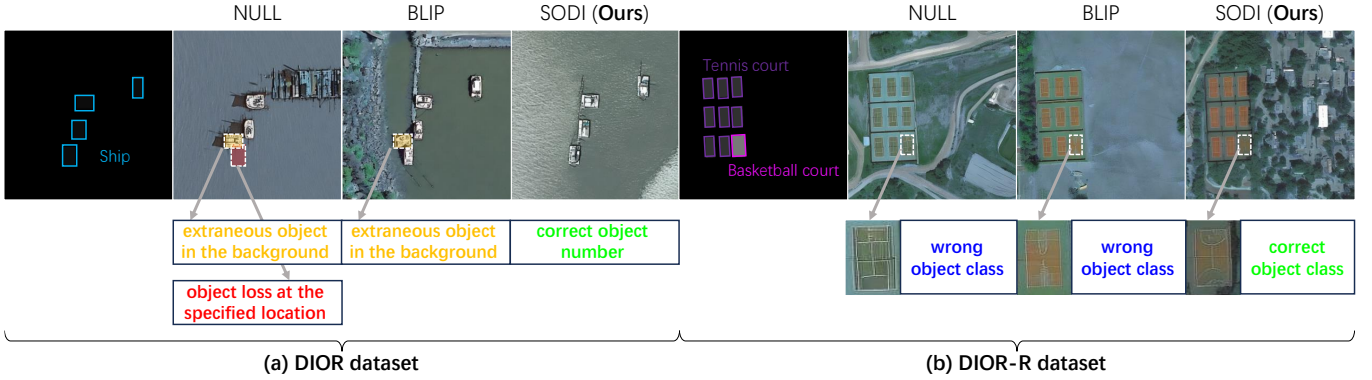 NULL
BLIP
SODI (Ours)
NULL
BLIP
SODI (Ours)
Ship
Tennis court
Basketball court
extraneous object
in the background
extraneous object
in the background
correct object
number
object loss at the
specified location
wrong
object class
wrong
object class
correct
object class
(a) DIOR dataset
(b) DIOR-R dataset